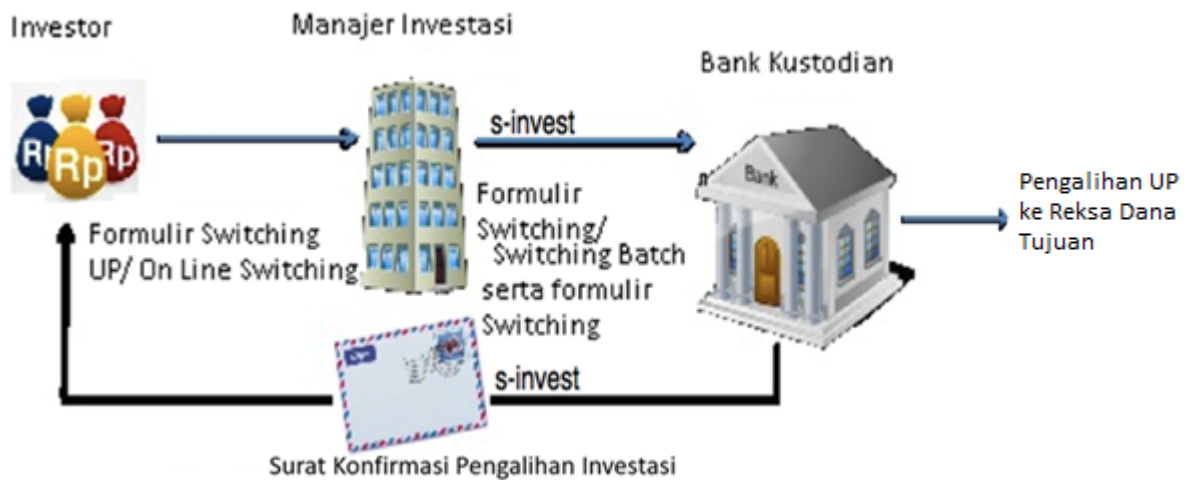 Investor
Manajer Investasi
Bank Kustodian
Rp
Rp
Rp
s-invest
Bank
Formulir Switching
UP/ On Line Switching
Formulir
Switching/
Switching Batch
serta formulir
Switching
Pengalihan UP
ke Reksa Dana
Tujuan
s-invest
Surat Konfirmasi Pengalihan Investasi